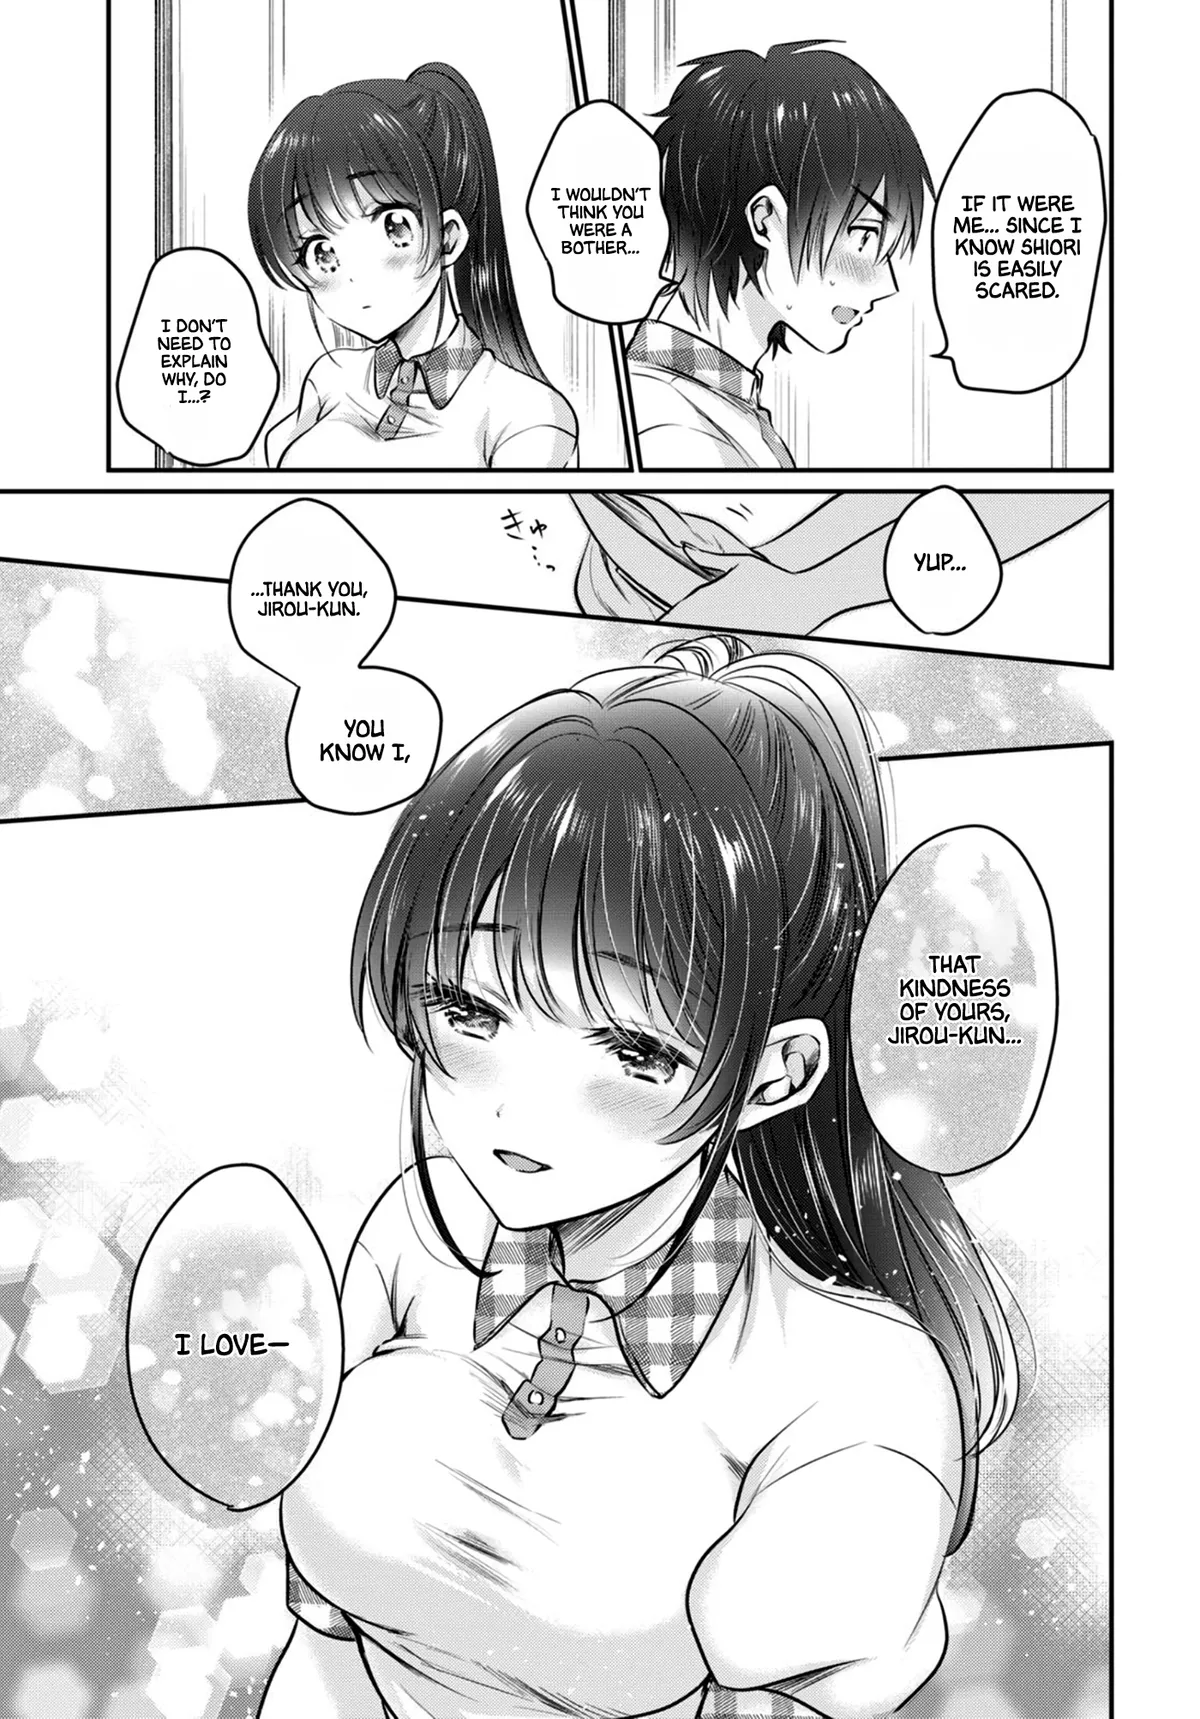 IF IT WERE
ME... SINCE I
KNOW SHIORI
IS EASILY
SCARED.
I WOULDN'T
THINK YOU
WERE A
BOTHER...
I DON'T
NEED TO
EXPLAIN
WHY, DO
I...?
YUP...
きゅ…
...THANK YOU,
JIROU-KUN.
YOU
KNOW I,
THAT
KINDNESS
OF YOURS,
JIROU-KUN...
I LOVE—